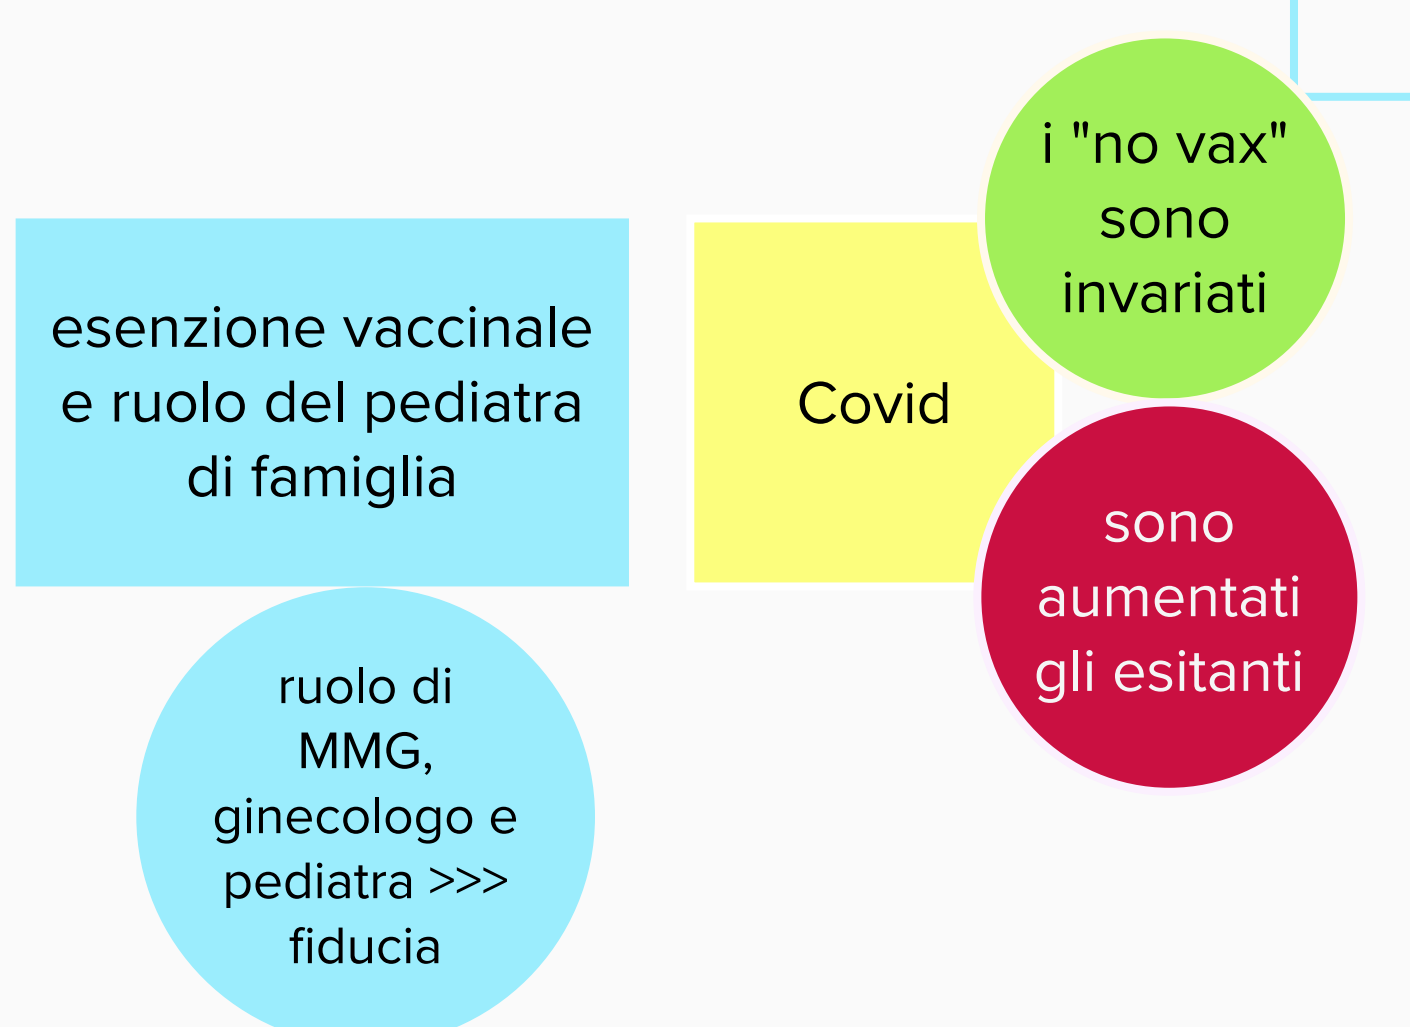 esenzione vaccinale
e ruolo del pediatra
di famiglia
ruolo di
MMG,
ginecologo e
pediatra >>>
fiducia
Covid
i "no vax"
sono
invariati
sono
aumentati
gli esitanti